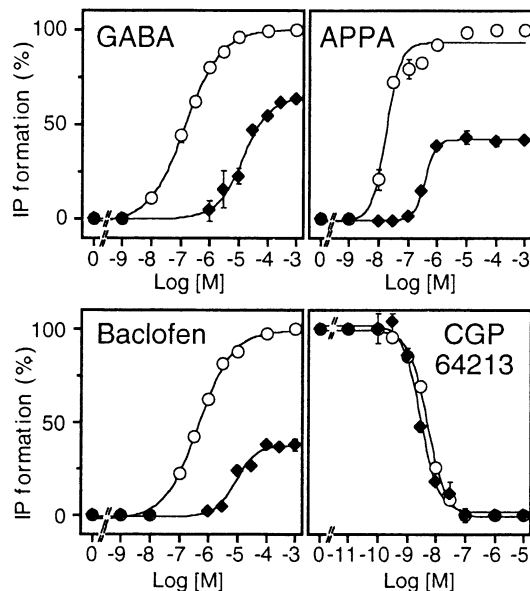 GABA
APPA
IP formation (%)
100
50
0
0 -9 -8 -7 -6 -5 -4 -3
Log [M]
0 -9 -8 -7 -6 -5 -4 -3
Log [M]
Baclofen
CGP
64213
IP formation (%)
100
50
0
0 -9 -8 -7 -6 -5 -4 -3
Log [M]
0 -11 -10 -9 -8 -7 -6 -5
Log [M]